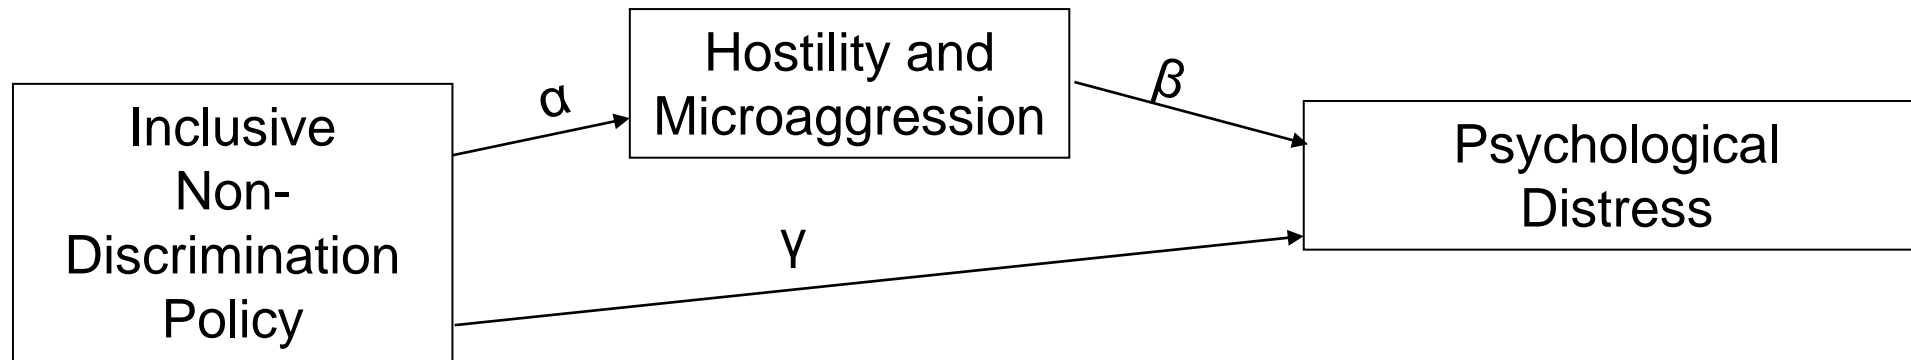 Inclusive
Non-
Discrimination
Policy
α
Hostility and
Microaggression
β
γ
Psychological
Distress